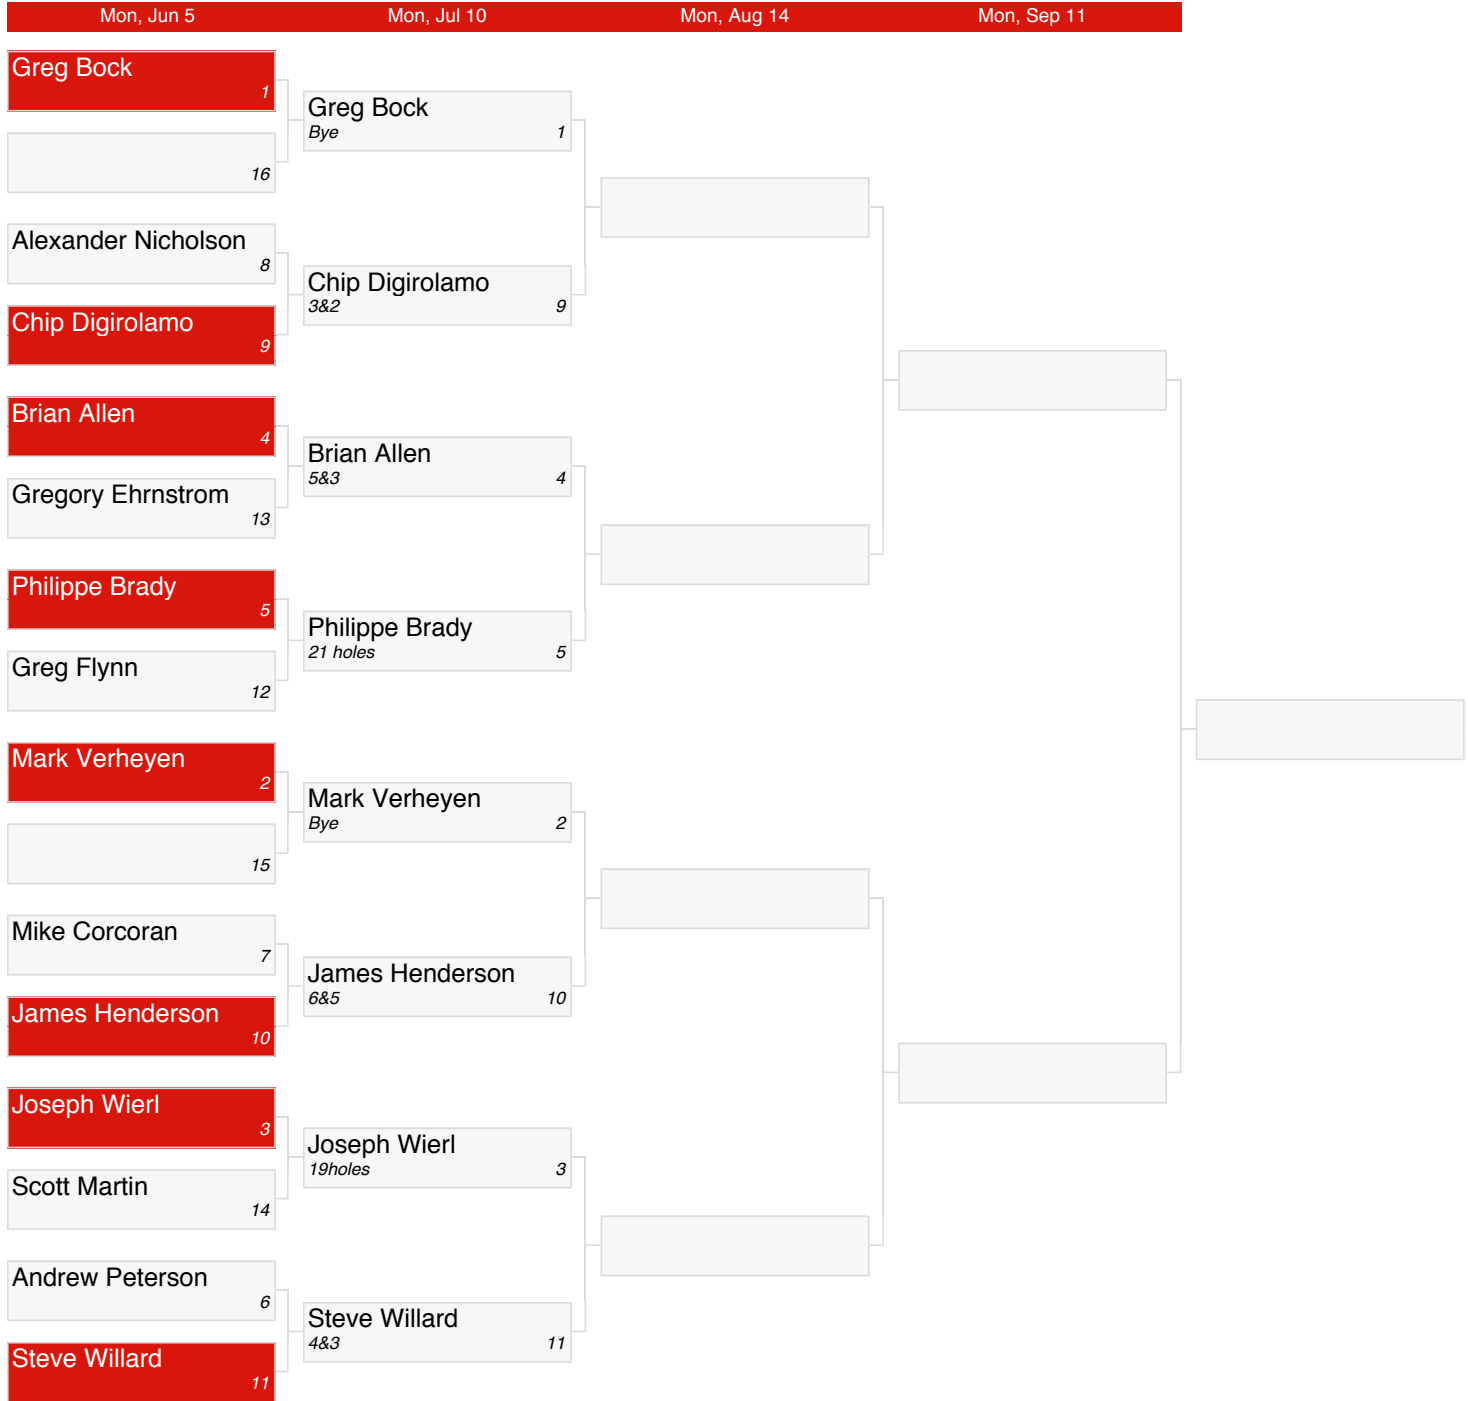 Mon, Jun 5 Mon, Jul 10 Mon, Aug 14 Mon, Sep 11
Greg Bock
1
16
Alexander Nicholson
8
Chip Digirolamo
9
Brian Allen
4
Gregory Ehrnstrom
13
Philippe Brady
5
Greg Flynn
12
Mark Verheyen
2
15
Mike Corcoran
7
James Henderson
10
Joseph Wierl
3
Scott Martin
14
Andrew Peterson
6
Steve Willard
11
Greg Bock
Bye 1
Chip Digirolamo
3&2 9
Brian Allen
5&3 4
Philippe Brady
21 holes 5
Mark Verheyen
Bye 2
James Henderson
6&5 10
Joseph Wierl
19holes 3
Steve Willard
4&3 11